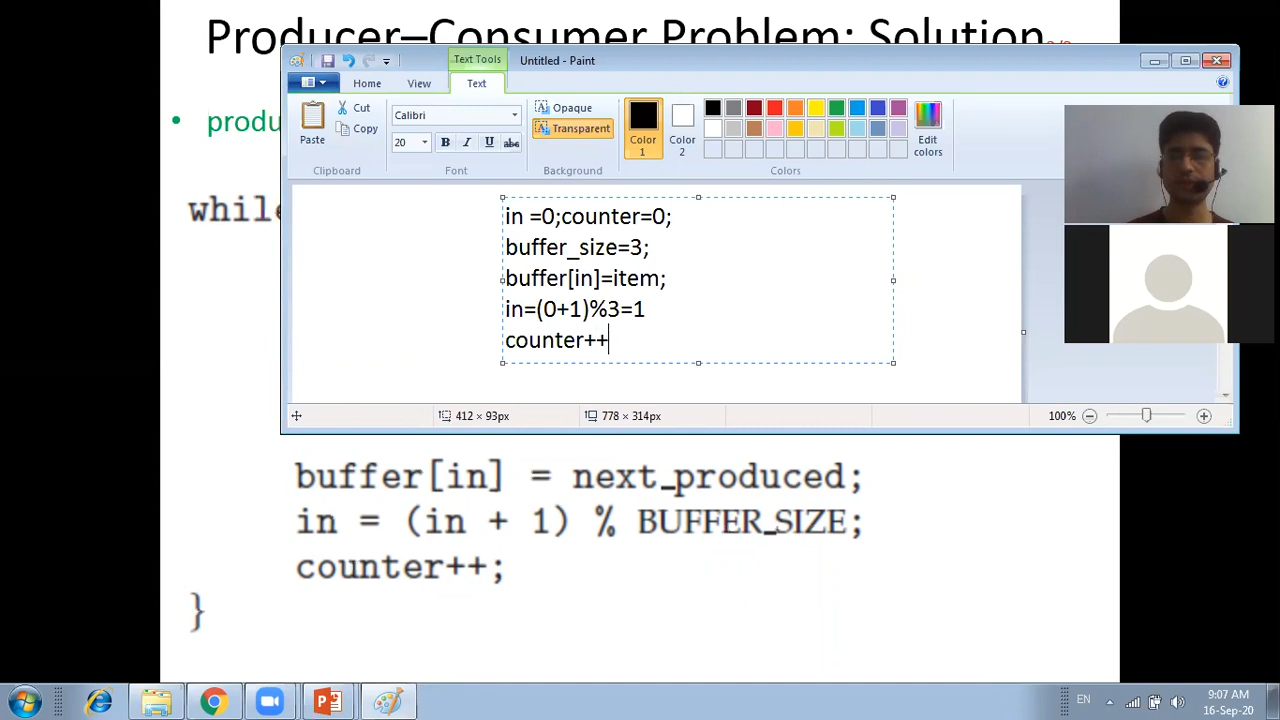 Producer–Consumer Problem: Solution
Text Tools
Untitled - Paint
Home
View
Text
Paste
Cut
Copy
Clipboard
Calibri
20
B I U abc
Font
Opaque
Transparent
Background
Color 1
Color 2
Edit colors
Colors
in =0;counter=0;
buffer_size=3;
buffer[in]=item;
in=(0+1)%3=1
counter++
412 × 93px
778 × 314px
100%
• produ
while
buffer[in] = next_produced;
in = (in + 1) % BUFFER_SIZE;
counter++;
}
EN
9:07 AM
16-Sep-20